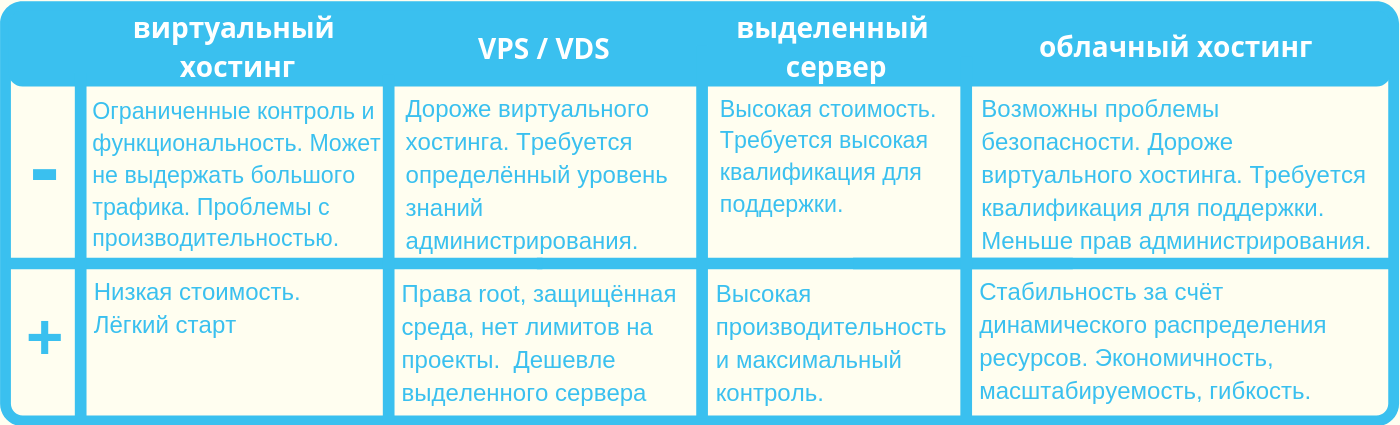 виртуальный
хостинг
VPS / VDS
выделенный
сервер
облачный хостинг
-
Ограниченные контроль и
функциональность. Может
не выдержать большого
трафика. Проблемы с
производительностью.
Дороже виртуального
хостинга. Требуется
определённый уровень
знаний
администрирования.
Высокая стоимость.
Требуется высокая
квалификация для
поддержки.
Возможны проблемы
безопасности. Дороже
виртуального хостинга. Требуется
квалификация для поддержки.
Меньше прав администрирования.
+
Низкая стоимость.
Лёгкий старт
Права root, защищённая
среда, нет лимитов на
проекты.  Дешевле
выделенного сервера
Высокая
производительность
и максимальный
контроль.
Стабильность за счёт
динамического распределения
ресурсов. Экономичность,
масштабируемость, гибкость.